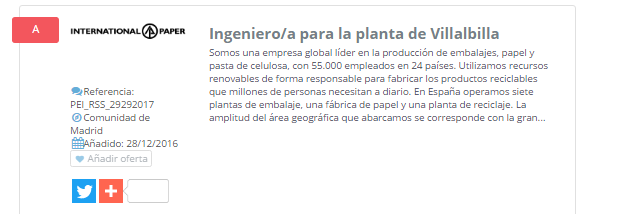 A
INTERNATIONAL PAPER
Ingeniero/a para la planta de Villalbilla
Somos una empresa global líder en la producción de embalajes, papel y
pasta de celulosa, con 55.000 empleados en 24 países. Utilizamos recursos
renovables de forma responsable para fabricar los productos reciclables
que millones de personas necesitan a diario. En España operamos siete
plantas de embalaje, una fábrica de papel y una planta de reciclaje. La
amplitud del área geográfica que abarcamos se corresponde con la gran...
Referencia:
PEI_RSS_29292017
Comunidad de
Madrid
Añadido: 28/12/2016
Añadir oferta